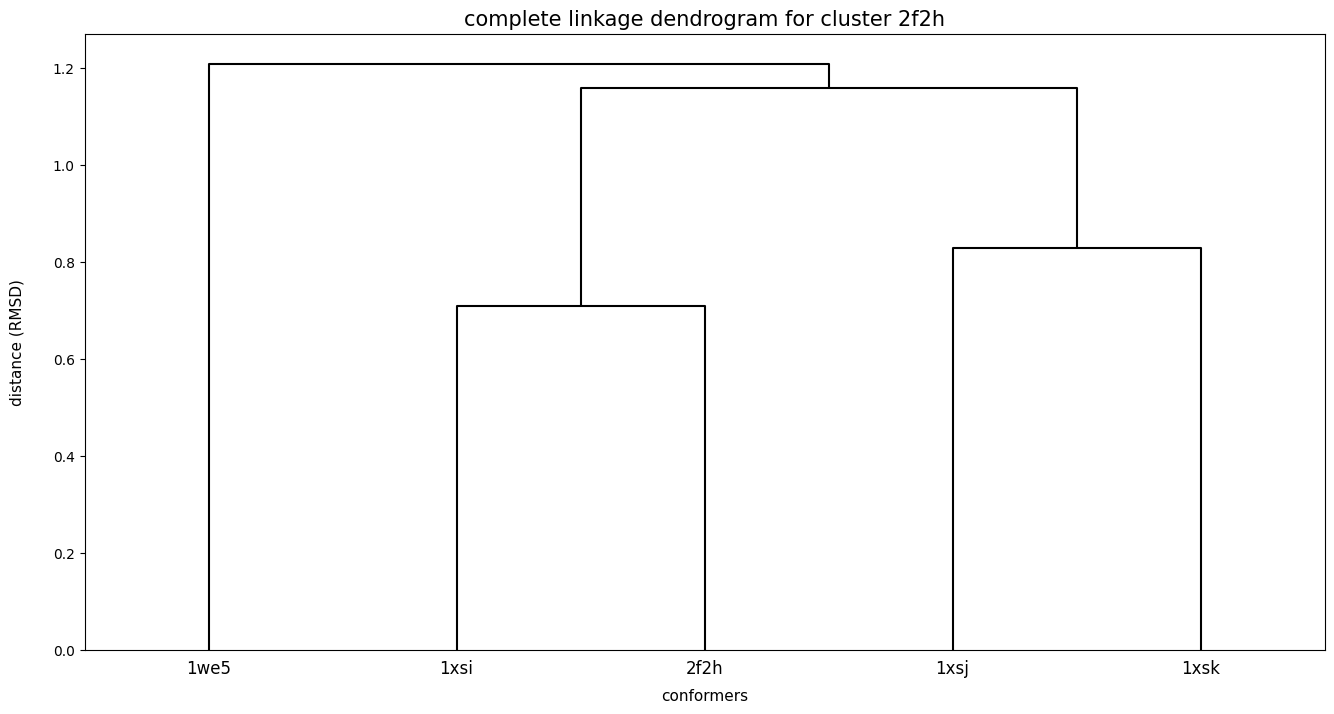 complete linkage dendrogram for cluster 2f2h
1.2
1.0
0.8
0.6
0.4
0.2
0.0
distance (RMSD)
1we5 1xsi 2f2h 1xsj 1xsk
conformers